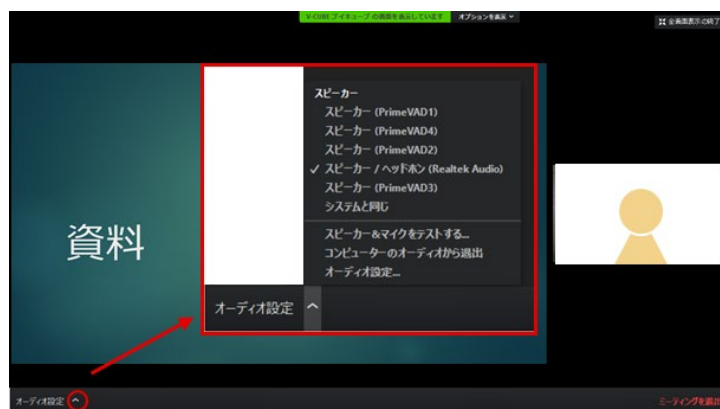 V-CUBE ブイキューブ の画面を表示しています
オプションを表示
全画面表示の終了
スピーカー
スピーカー (PrimeVAD1)
スピーカー (PrimeVAD4)
スピーカー (PrimeVAD2)
✓ スピーカー / ヘッドホン (Realtek Audio)
スピーカー (PrimeVAD3)
システムと同じ
スピーカー&マイクをテストする...
コンピューターのオーディオから退出
オーディオ設定...
資料
オーディオ設定
オーディオ設定
ミーティングを退出